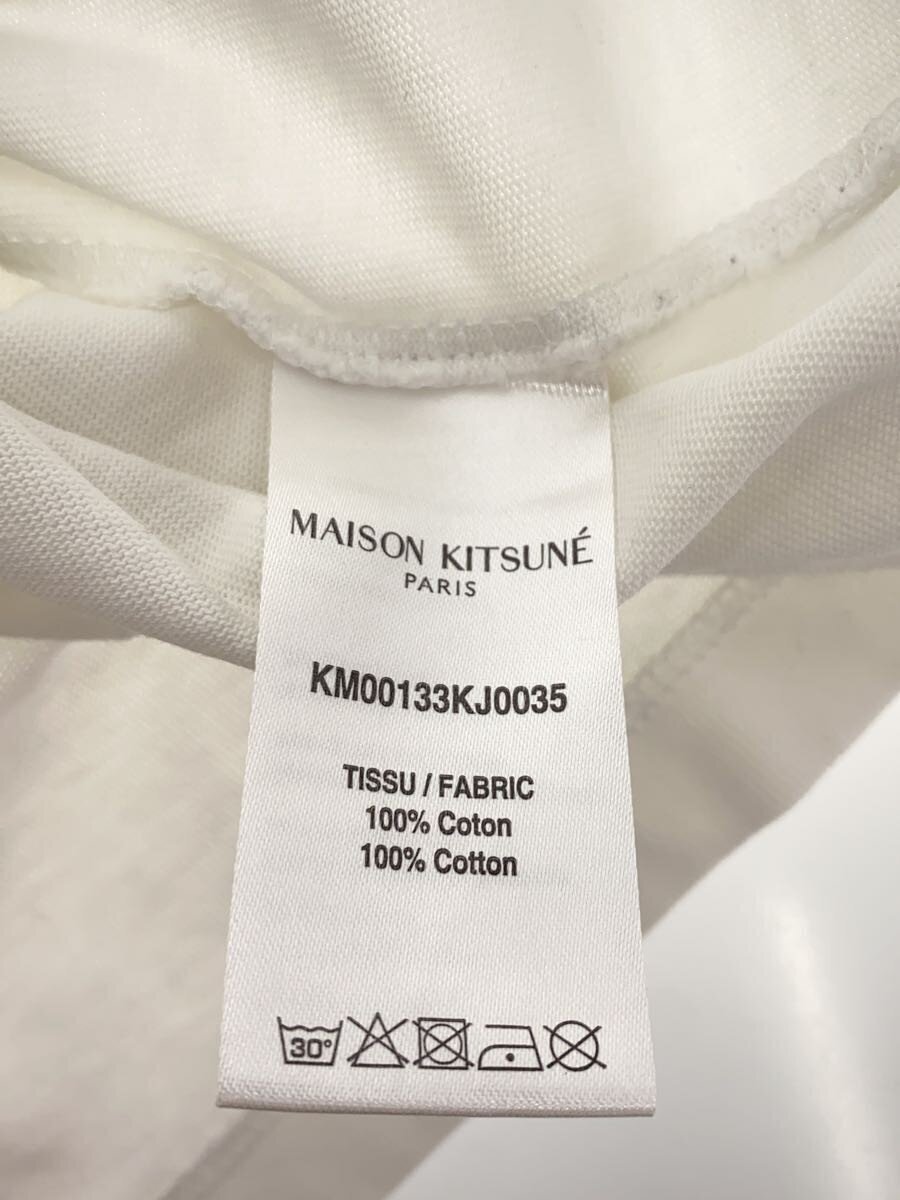 MAISON KITSUNÉ
PARIS
KM00133KJ0035
TISSU / FABRIC
100% Coton
100% Cotton
30°